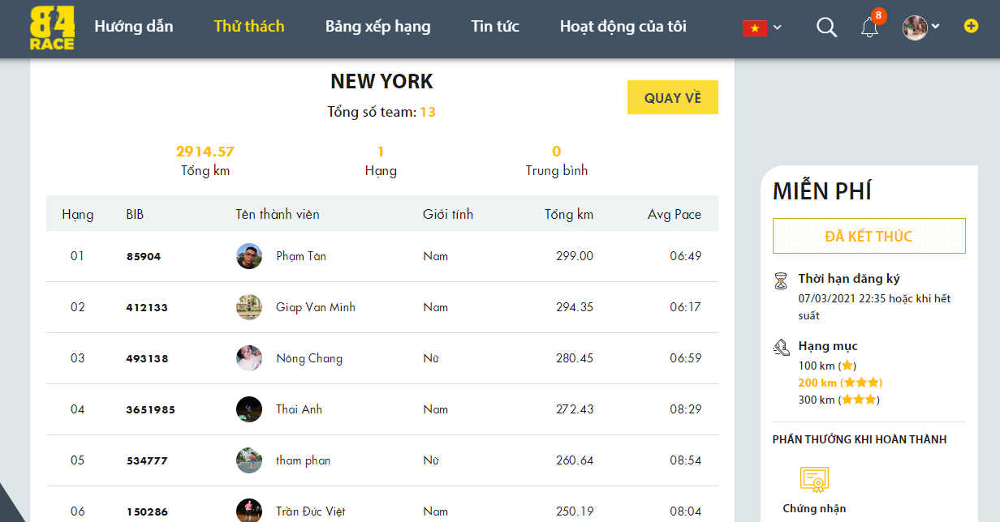 84
RACE
Hướng dẫn Thử thách Bảng xếp hạng Tin tức Hoạt động của tôi 8
NEW YORK
Tổng số team: 13
QUAY VỀ
2914.57 1 0
Tổng km Hạng Trung bình
Hạng BIB Tên thành viên Giới tính Tổng km Avg Pace
01 85904 Phạm Tân Nam 299.00 06:49
02 412133 Giap Van Minh Nam 294.35 06:17
03 493138 Nông Chang Nữ 280.45 06:59
04 3651985 Thai Anh Nam 272.43 08:29
05 534777 tham phan Nữ 260.64 08:54
06 150286 Trần Đức Việt Nam 250.19 08:04
MIỄN PHÍ
ĐÃ KẾT THÚC
Thời hạn đăng ký
07/03/2021 22:35 hoặc khi hết
suất
Hạng mục
100 km (★)
200 km (★★★)
300 km (★★★)
PHẦN THƯỞNG KHI HOÀN THÀNH
Chứng nhận